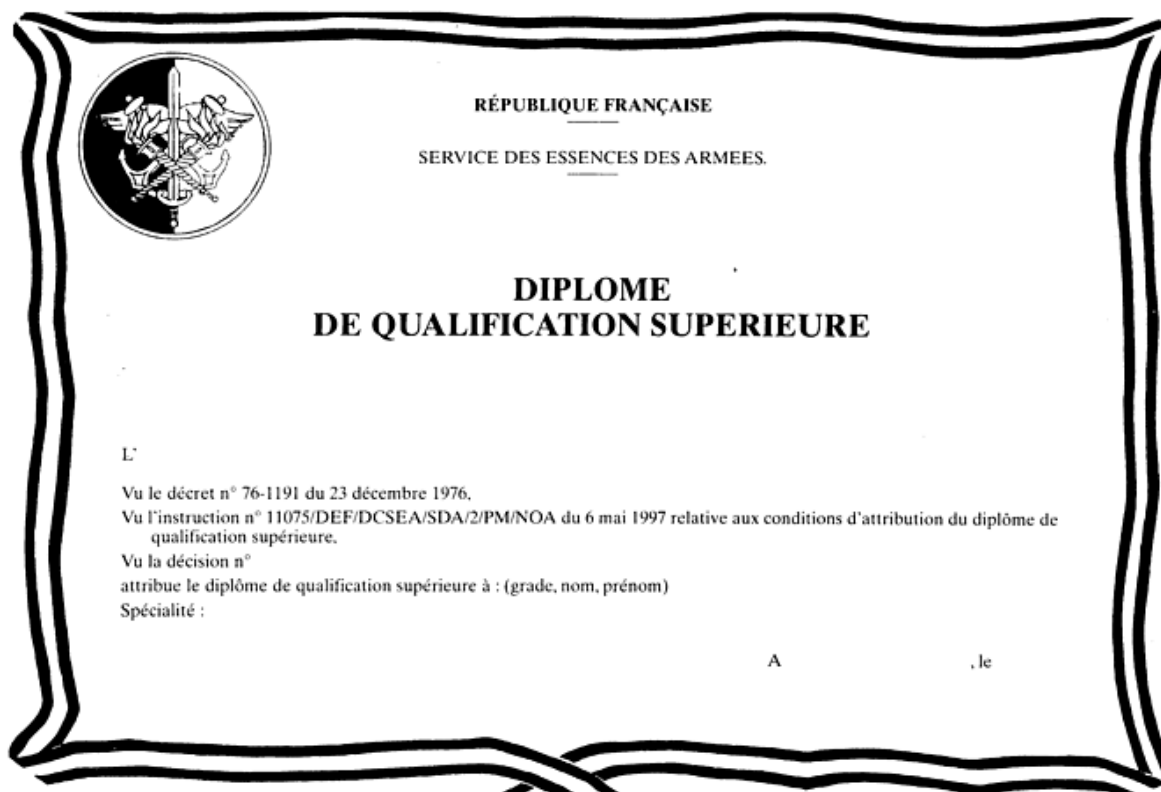 RÉPUBLIQUE FRANÇAISE
SERVICE DES ESSENCES DES ARMEES.
DIPLOME
DE QUALIFICATION SUPERIEURE
L'
Vu le décret n° 76-1191 du 23 décembre 1976,
Vu l'instruction n° 11075/DEF/DCSEA/SDA/2/PM/NOA du 6 mai 1997 relative aux conditions d'attribution du diplôme de
qualification supérieure.
Vu la décision n°
attribue le diplôme de qualification supérieure à : (grade, nom, prénom)
Spécialité :
A , le